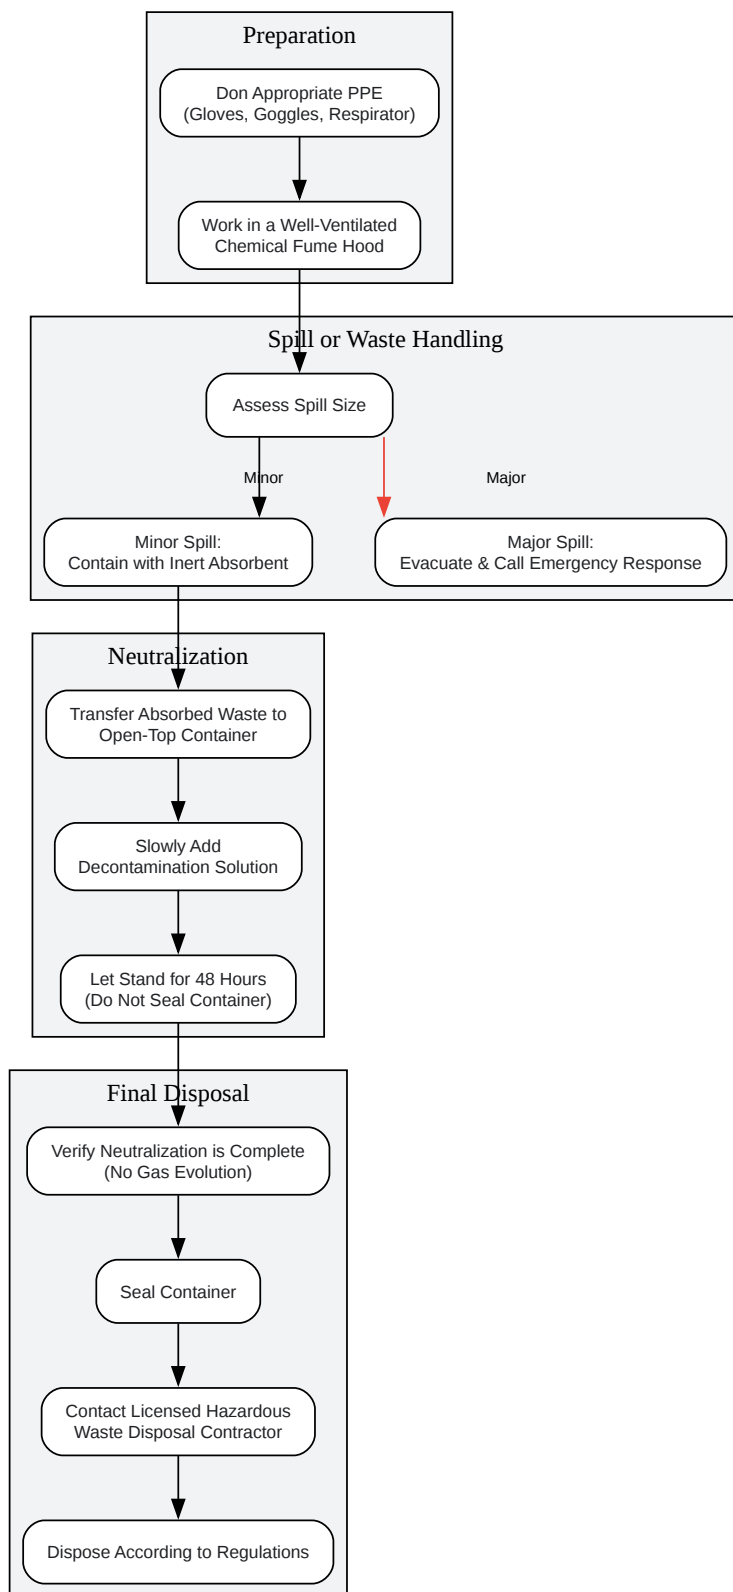 Preparation
Don Appropriate PPE
(Gloves, Goggles, Respirator)
Work in a Well-Ventilated
Chemical Fume Hood
Spill or Waste Handling
Assess Spill Size
Minor
Major
Minor Spill:
Contain with Inert Absorbent
Major Spill:
Evacuate & Call Emergency Response
Neutralization
Transfer Absorbed Waste to
Open-Top Container
Slowly Add
Decontamination Solution
Let Stand for 48 Hours
(Do Not Seal Container)
Final Disposal
Verify Neutralization is Complete
(No Gas Evolution)
Seal Container
Contact Licensed Hazardous
Waste Disposal Contractor
Dispose According to Regulations